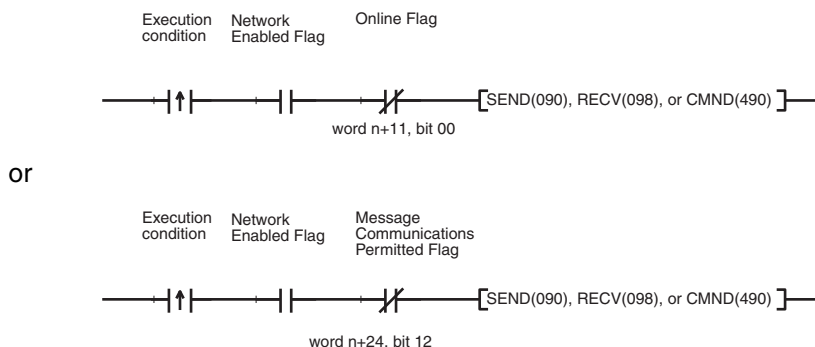 Execution condition
Network Enabled Flag
Online Flag
SEND(090), RECV(098), or CMND(490)
word n+11, bit 00
or
Execution condition
Network Enabled Flag
Message Communications Permitted Flag
SEND(090), RECV(098), or CMND(490)
word n+24, bit 12